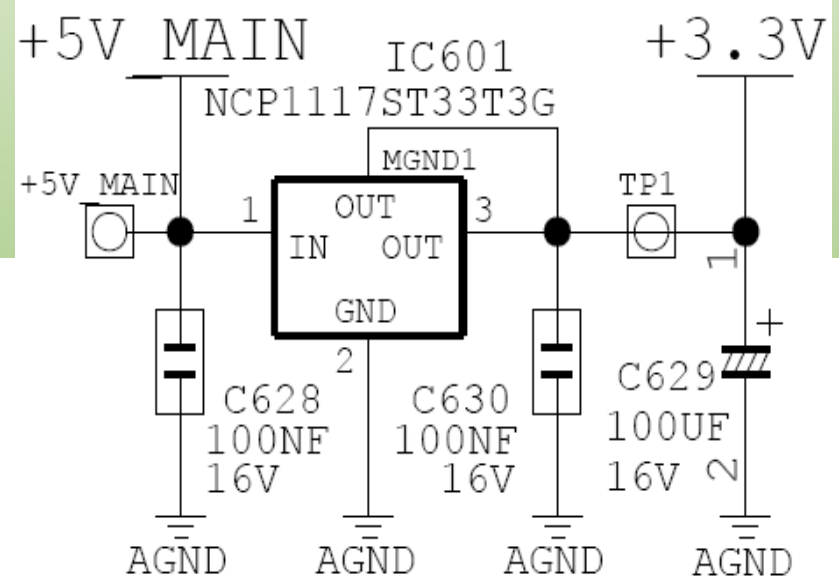 +5V_MAIN
+3.3V
IC601
NCP1117ST33T3G
MGND1
+5V_MAIN
TP1
1
OUT
3
IN
OUT
1
GND
2
+
C628
100NF
16V
C630
100NF
16V
C629
100UF
16V
2
AGND
AGND
AGND
AGND